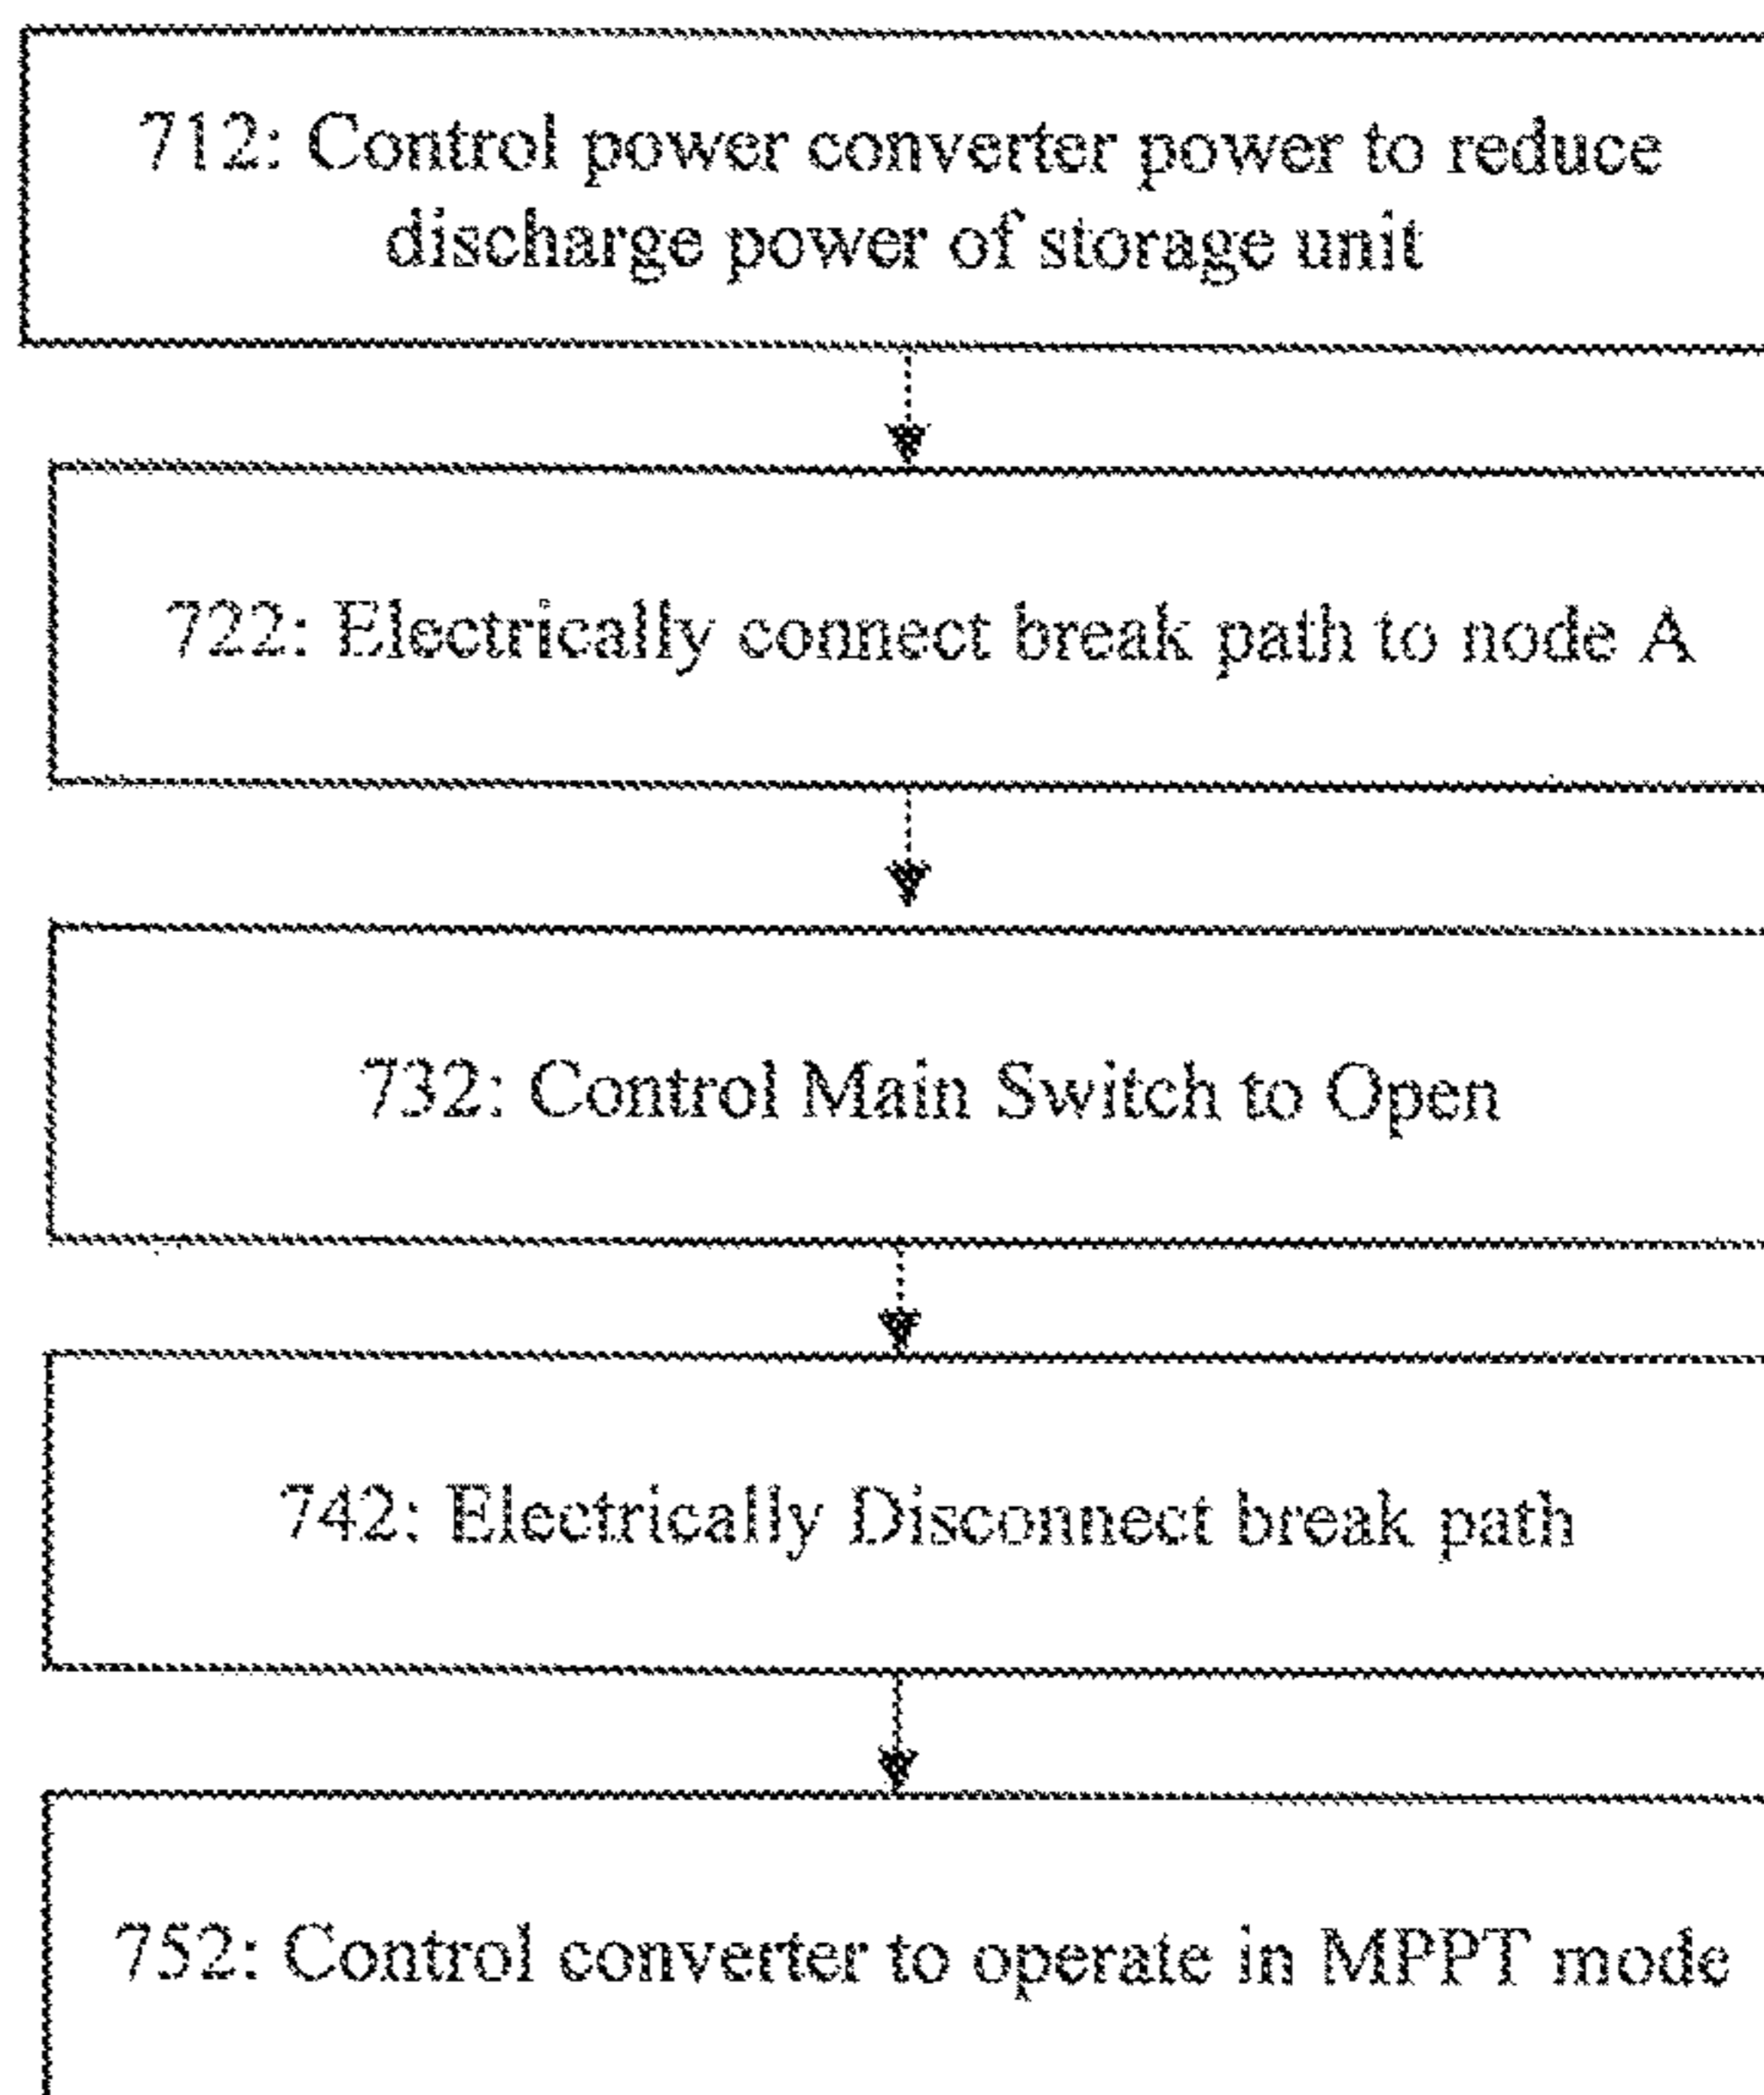 712: Control power converter power to reduce
discharge power of storage unit
722: Electrically connect break path to node A
732: Control Main Switch to Open
742: Electrically Disconnect break path
752: Control converter to operate in MPPT mode